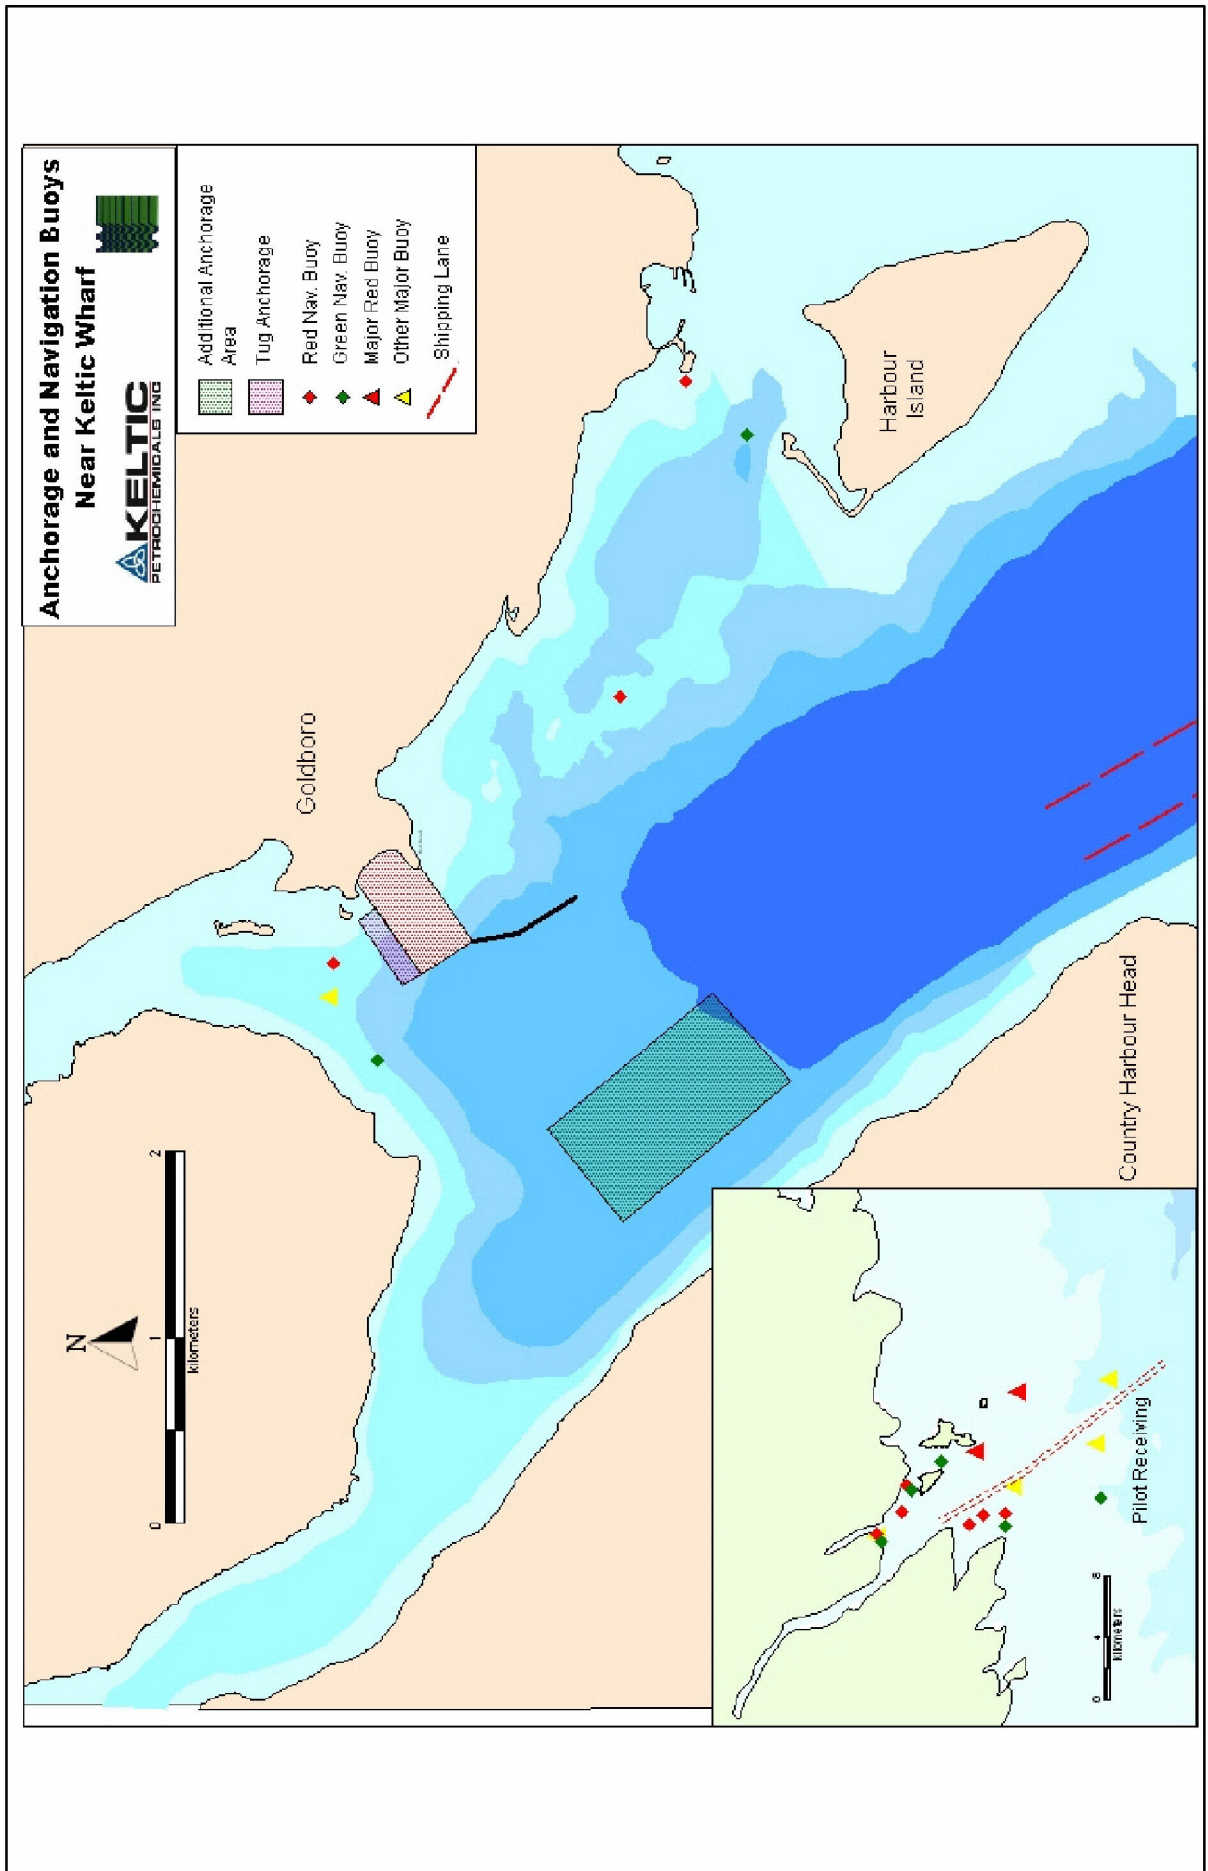 Anchorage and Navigation Buoys
Near Keltic Wharf
KELTIC
PETROCHEMICALS INC
Additional Anchorage
Area
Tug Anchorage
Red Nav. Buoy
Green Nav. Buoy
Major Red Buoy
Other Major Buoy
Shipping Lane
N
0 1 2
kilometers
Goldboro
Harbour
Island
Country Harbour Head
0 4 8
kilometers
Pilot Receiving